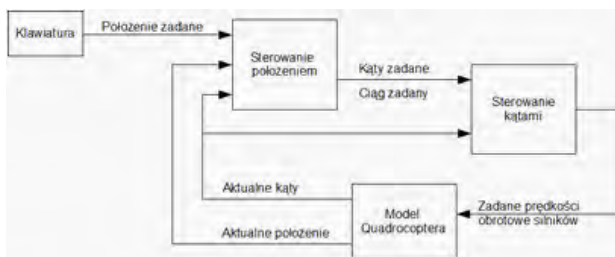 Klawiatura
Położenie zadane
Sterowanie
położeniem
Kąty zadane
Ciąg zadany
Sterowanie
kątami
Aktualne kąty
Model
Quadrocoptera
Zadane prędkości
obrotowe silników
Aktualne położenie